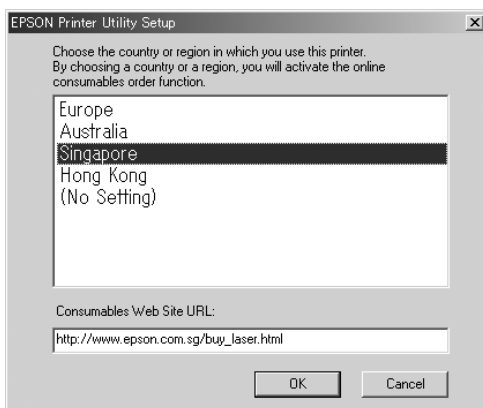 EPSON Printer Utility Setup
Choose the country or region in which you use this printer.
By choosing a country or a region, you will activate the online
consumables order function.
Europe
Australia
Singapore
Hong Kong
(No Setting)
Consumables Web Site URL:
http://www.epson.com.sg/buy_laser.html
OK
Cancel